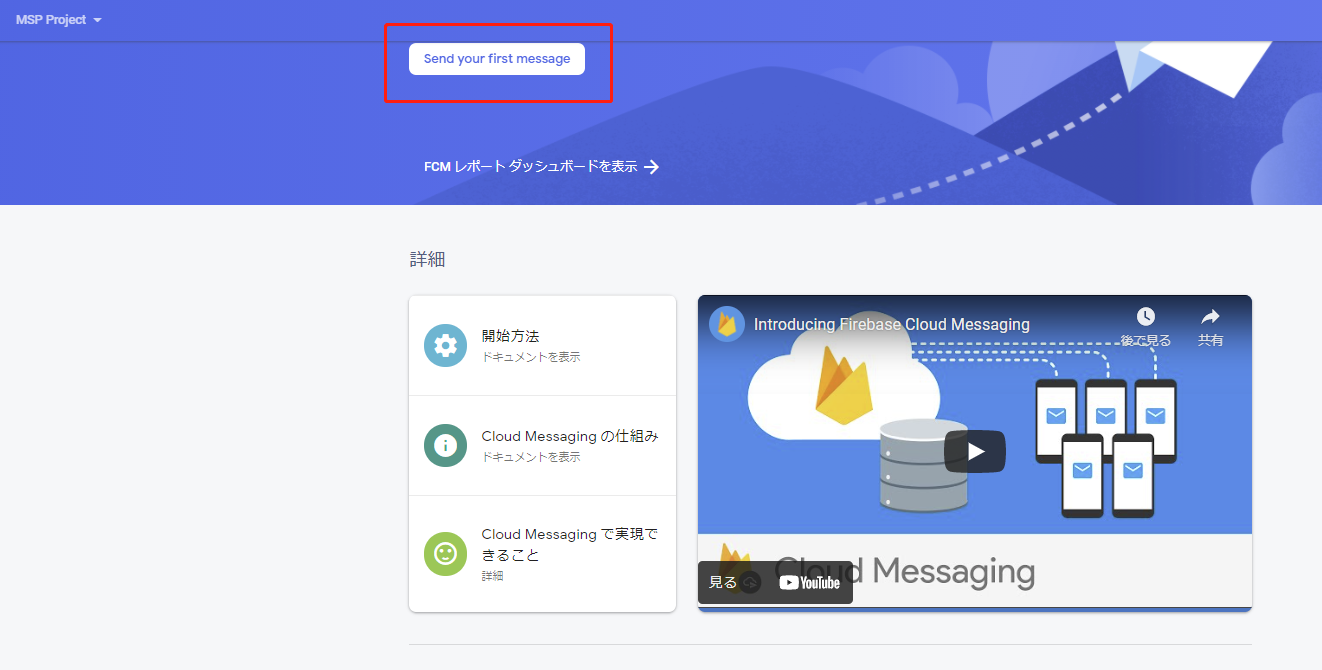 MSP Project
Send your first message
FCM レポート ダッシュボードを表示
詳細
開始方法
ドキュメントを表示
Cloud Messaging の仕組み
ドキュメントを表示
Cloud Messaging で実現で
きること
詳細
Introducing Firebase Cloud Messaging
後で見る
共有
Cloud Messaging
見る
YouTube